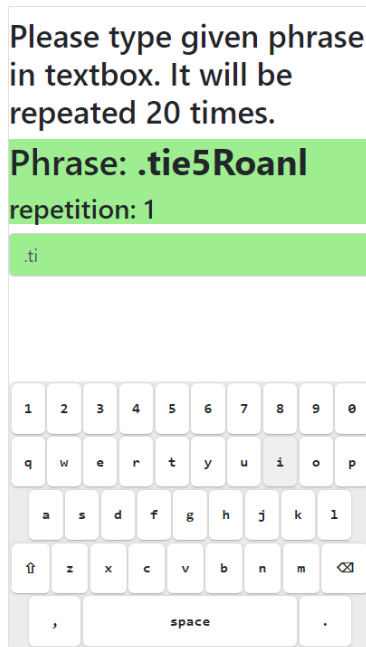 Please type given phrase
in textbox. It will be
repeated 20 times.
Phrase: .tie5Roanl
repetition: 1
.ti
1 2 3 4 5 6 7 8 9 0
q w e r t y u i o p
a s d f g h j k l
⇧ z x c v b n m ⌫
, space .